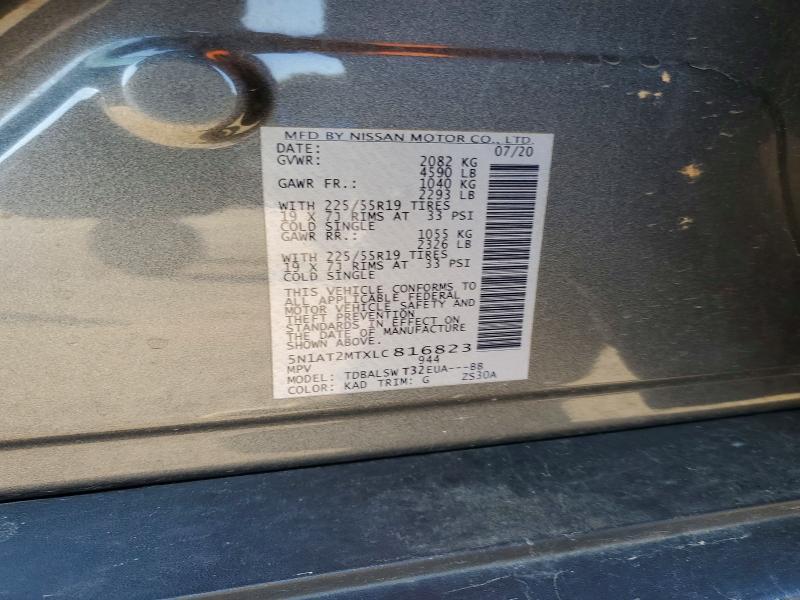 MFD BY NISSAN MOTOR CO., LTD.
DATE: 07/20
GVWR: 2082 KG
4590 LB
GAWR FR.: 1040 KG
2293 LB
WITH 225/55R19 TIRES
19 X 7J RIMS AT 33 PSI
COLD SINGLE
GAWR RR.: 1055 KG
2326 LB
WITH 225/55R19 TIRES
19 X 7J RIMS AT 33 PSI
COLD SINGLE
THIS VEHICLE CONFORMS TO
ALL APPLICABLE FEDERAL
MOTOR VEHICLE SAFETY AND
THEFT PREVENTION
STANDARDS IN EFFECT ON
THE DATE OF MANUFACTURE
SHOWN ABOVE.
5N1AT2MTXLC816823
MPV 944
MODEL: TDBALSW T32EUA---BB
COLOR: KAD TRIM: G ZS30A